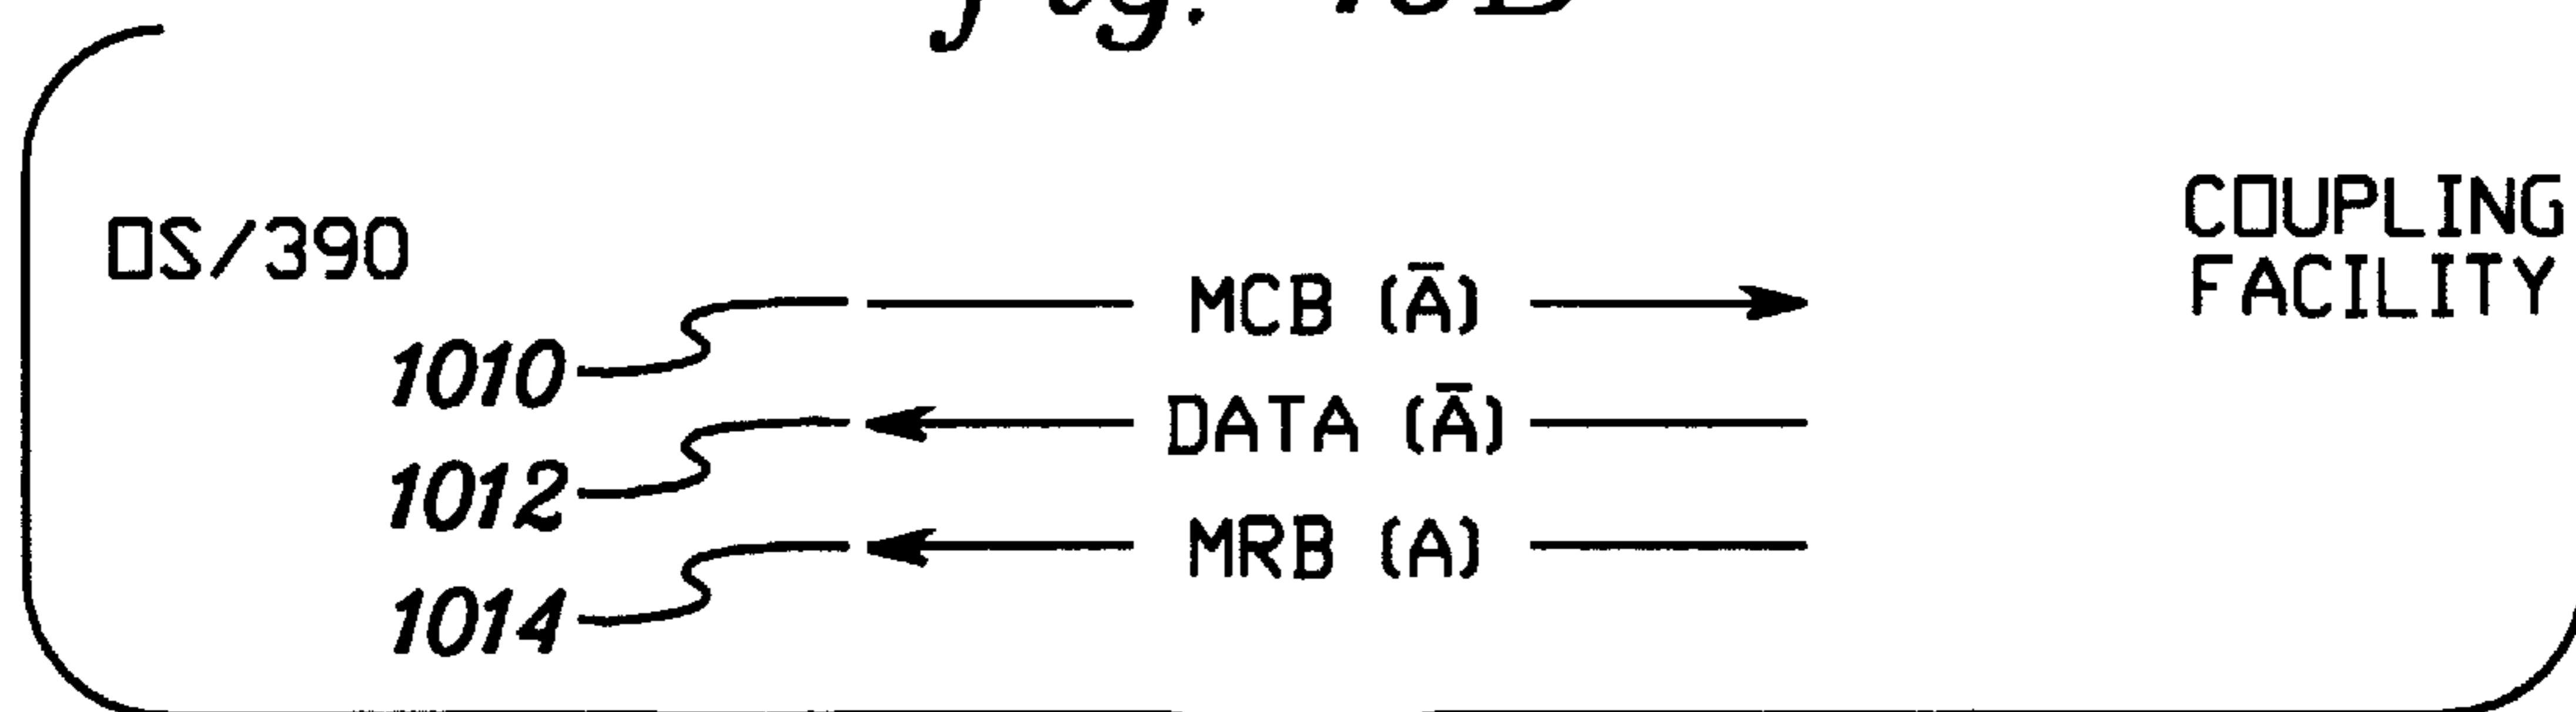 OS/390
COUPLING
FACILITY
1010
MCB (Ā)
1012
DATA (Ā)
1014
MRB (A)